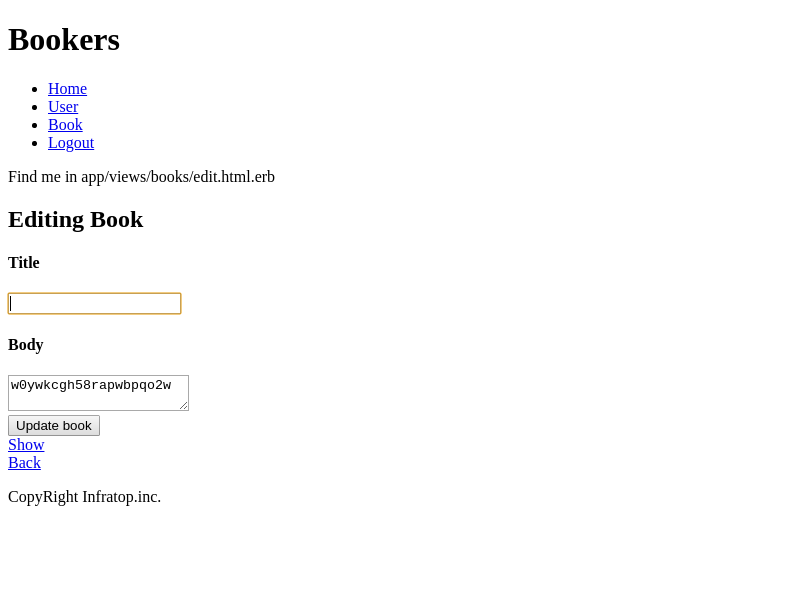 Bookers
Home
User
Book
Logout
Find me in app/views/books/edit.html.erb
Editing Book
Title
Body
w0ywkcgh58rapwbpqo2w
Update book
Show
Back
CopyRight Infratop.inc.